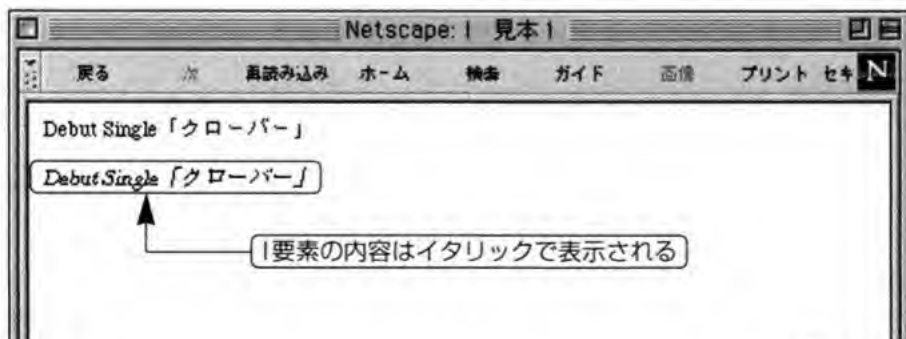 Netscape: I 見本1
戻る 次 再読み込み ホーム 検索 ガイド 画像 プリント セキ N
Debut Single「クローバー」
Debut Single「クローバー」
I要素の内容はイタリックで表示される